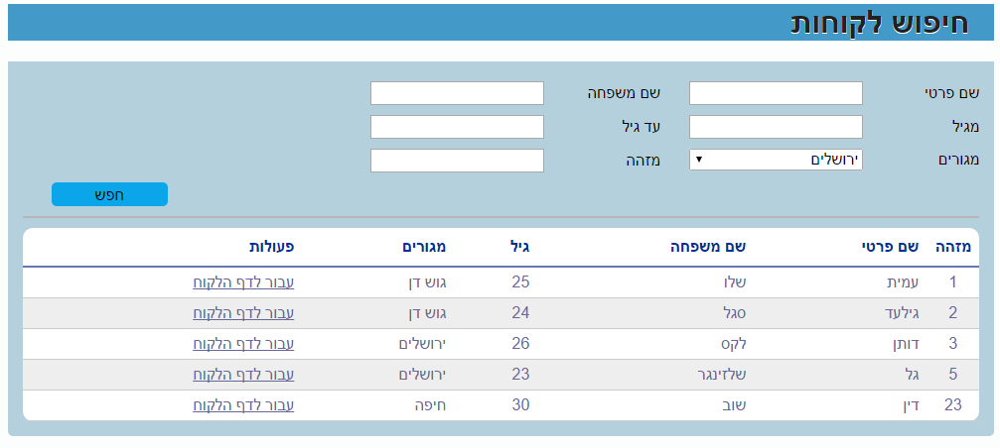 חיפוש לקוחות
שם פרטי שם משפחה
מגיל עד גיל
מגורים ירושלים מזהה
חפש
מזהה שם פרטי שם משפחה גיל מגורים פעולות
1 עמית שלו 25 גוש דן עבור לדף הלקוח
2 גילעד סגל 24 גוש דן עבור לדף הלקוח
3 דותן לקס 26 ירושלים עבור לדף הלקוח
5 גל שלזינגר 23 ירושלים עבור לדף הלקוח
23 דין שוב 30 חיפה עבור לדף הלקוח